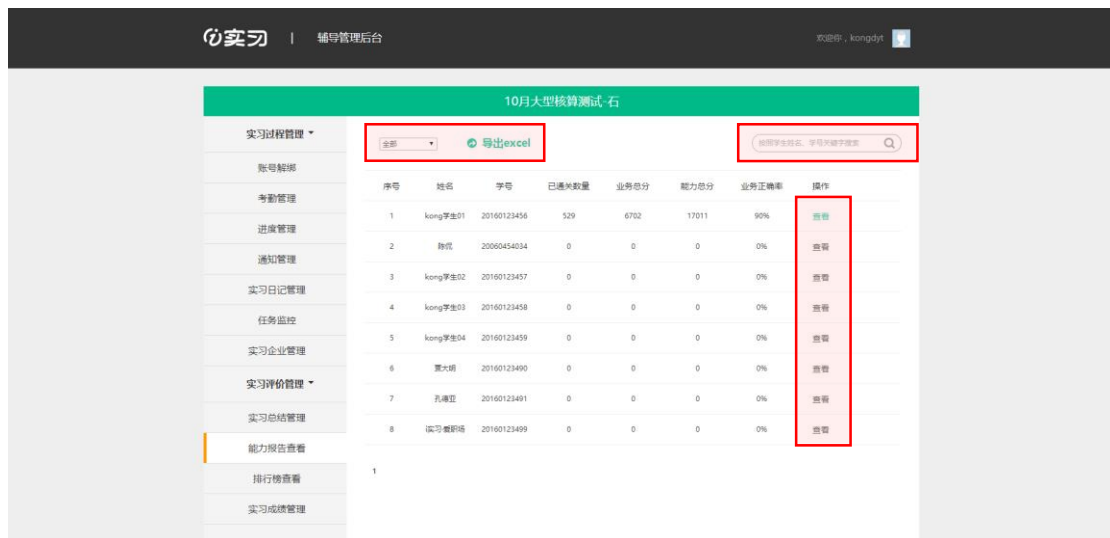 i实习 | 辅导管理后台 欢迎你，kongdyt
10月大型核算测试-石
实习过程管理
账号解绑
考勤管理
进度管理
通知管理
实习日记管理
任务监控
实习企业管理
实习评价管理
实习总结管理
能力报告查看
排行榜查看
实习成绩管理
全部 导出excel 按照学生姓名、学号关键字搜索
序号 姓名 学号 已通关数量 业务总分 能力总分 业务正确率 操作
1 kong学生01 20160123456 529 6702 17011 90% 查看
2 20060454034 0 0 0 0% 查看
3 kong学生02 20160123457 0 0 0 0% 查看
4 kong学生03 20160123458 0 0 0 0% 查看
5 kong学生04 20160123459 0 0 0 0% 查看
6 贾大明 20160123490 0 0 0 0% 查看
7 孔德亚 20160123491 0 0 0 0% 查看
8 i实习·爱职场 20160123499 0 0 0 0% 查看
1